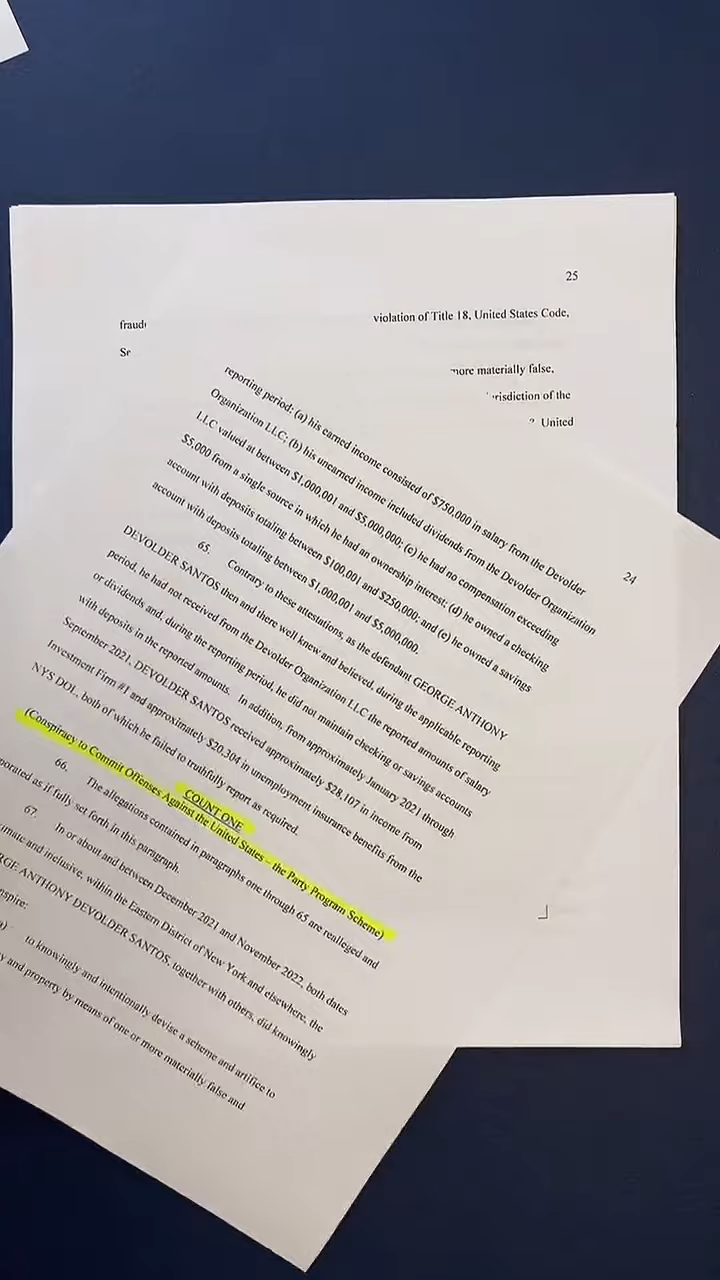 25
violation of Title 18, United States Code,
more materially false,
United
24
reporting period: (a) his earned income consisted of $750,000 in salary from the Devolder
Organization LLC; (b) his unearned income included dividends from the Devolder Organization
LLC valued at between $1,000,001 and $5,000,000; (c) he had no compensation exceeding
$5,000 from a single source in which he had an ownership interest; (d) he owned a checking
account with deposits totaling between $100,001 and $250,000; and (e) he owned a savings
account with deposits totaling between $1,000,001 and $5,000,000.
65. Contrary to these attestations, as the defendant GEORGE ANTHONY
DEVOLDER SANTOS then and there well knew and believed, during the applicable reporting
period, he had not received from the Devolder Organization LLC the reported amounts of salary
or dividends and, during the reporting period, he did not maintain checking or savings accounts
with deposits in the reported amounts. In addition, from approximately January 2021 through
September 2021, DEVOLDER SANTOS received approximately $28,107 in income from
Investment Firm #1 and approximately $20,304 in unemployment insurance benefits from the
NYS DOL, both of which he failed to truthfully report as required.
COUNT ONE
(Conspiracy to Commit Offenses Against the United States – the Party Program Scheme)
66. The allegations contained in paragraphs one through 65 are realleged and
as if fully set forth in this paragraph.
67. In or about and between December 2021 and November 2022, both dates
and inclusive, within the Eastern District of New York and elsewhere, the
ANTHONY DEVOLDER SANTOS, together with others, did knowingly
to knowingly and intentionally devise a scheme and artifice to
and property by means of one or more materially false and